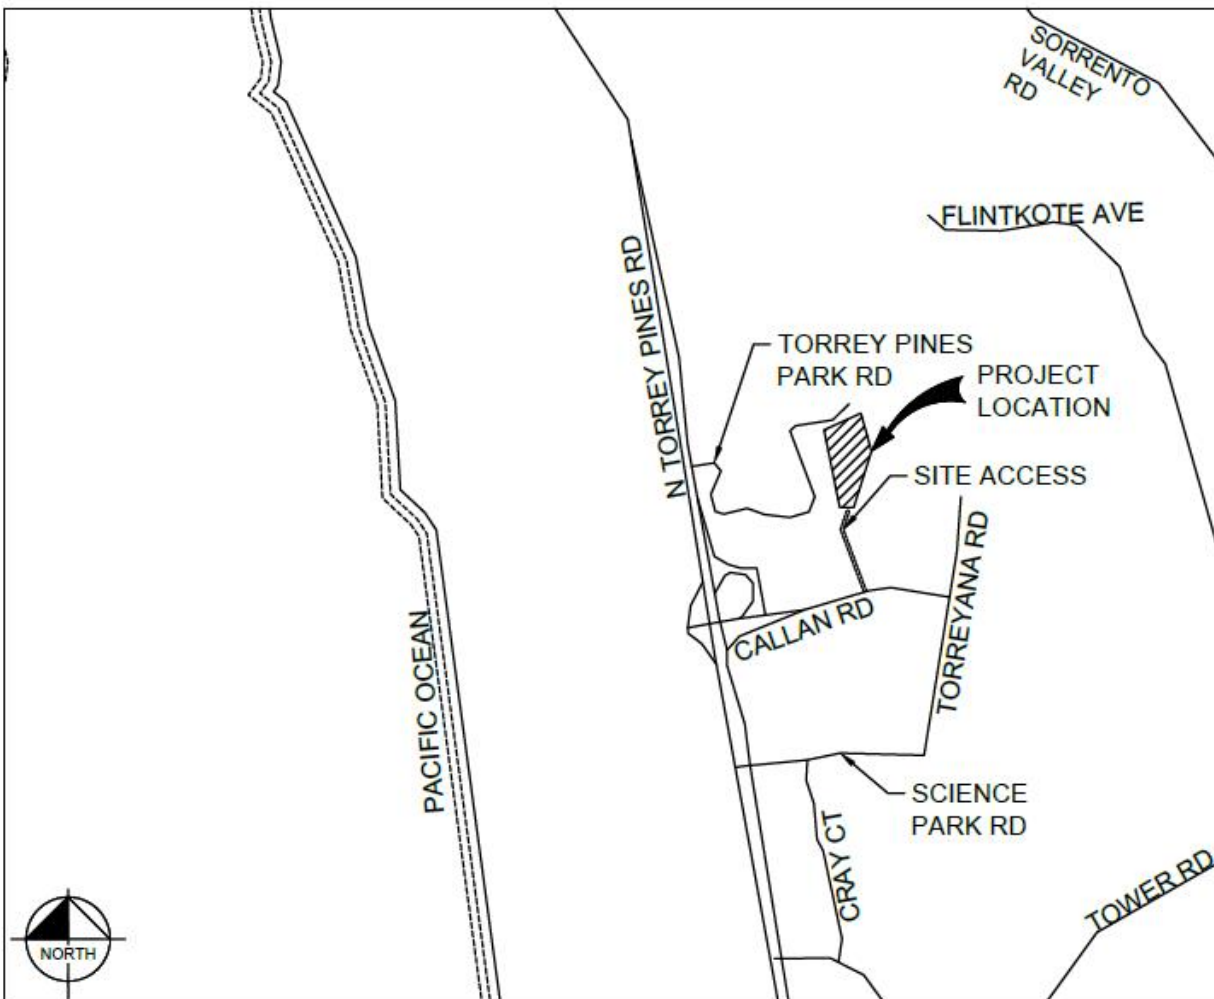 SORRENTO
VALLEY
RD
FLINTKOTE AVE
N TORREY PINES RD
TORREY PINES
PARK RD
PROJECT
LOCATION
SITE ACCESS
TORREYANA RD
CALLAN RD
PACIFIC OCEAN
SCIENCE
PARK RD
CRAY CT
TOWER RD
NORTH